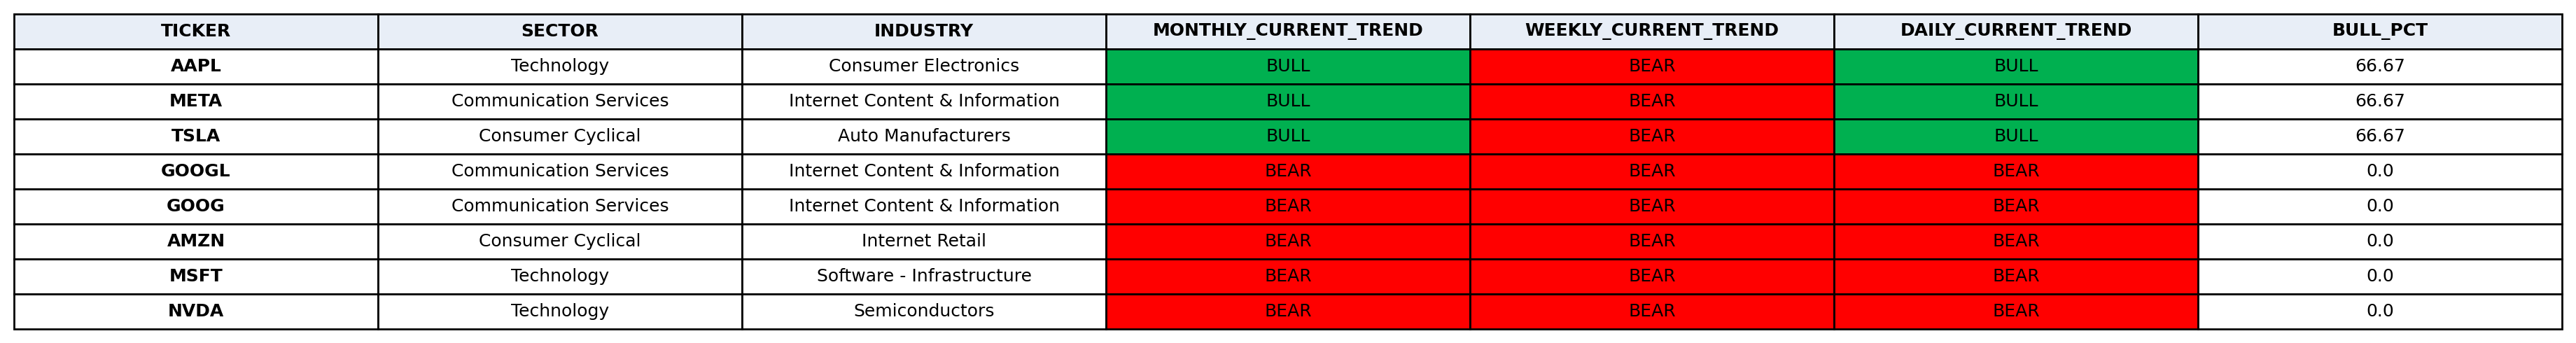 TICKER SECTOR INDUSTRY MONTHLY_CURRENT_TREND WEEKLY_CURRENT_TREND DAILY_CURRENT_TREND BULL_PCT
AAPL Technology Consumer Electronics BULL BEAR BULL 66.67
META Communication Services Internet Content & Information BULL BEAR BULL 66.67
TSLA Consumer Cyclical Auto Manufacturers BULL BEAR BULL 66.67
GOOGL Communication Services Internet Content & Information BEAR BEAR BEAR 0.0
GOOG Communication Services Internet Content & Information BEAR BEAR BEAR 0.0
AMZN Consumer Cyclical Internet Retail BEAR BEAR BEAR 0.0
MSFT Technology Software - Infrastructure BEAR BEAR BEAR 0.0
NVDA Technology Semiconductors BEAR BEAR BEAR 0.0